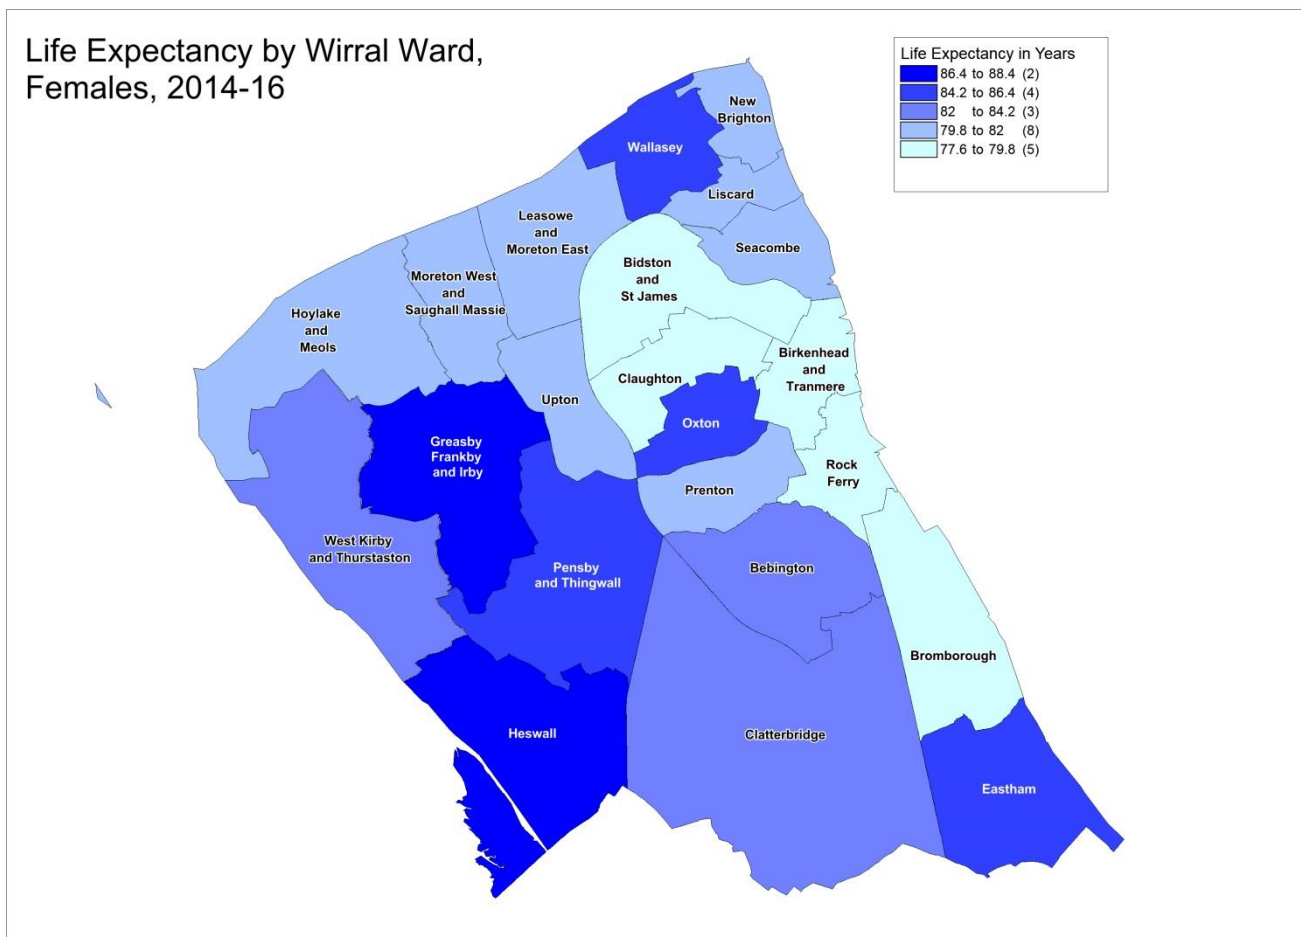 Life Expectancy by Wirral Ward,
Females, 2014-16
Life Expectancy in Years
86.4 to 88.4 (2)
84.2 to 86.4 (4)
82 to 84.2 (3)
79.8 to 82 (8)
77.6 to 79.8 (5)
New
Brighton
Wallasey
Liscard
Leasowe
and
Moreton East
Seacombe
Bidston
and
St James
Moreton West
and
Saughall Massie
Hoylake
and
Meols
Birkenhead
and
Tranmere
Claughton
Upton
Oxton
Greasby
Frankby
and Irby
Rock
Ferry
Prenton
West Kirby
and Thurstaston
Pensby
and Thingwall
Bebington
Bromborough
Heswall
Clatterbridge
Eastham